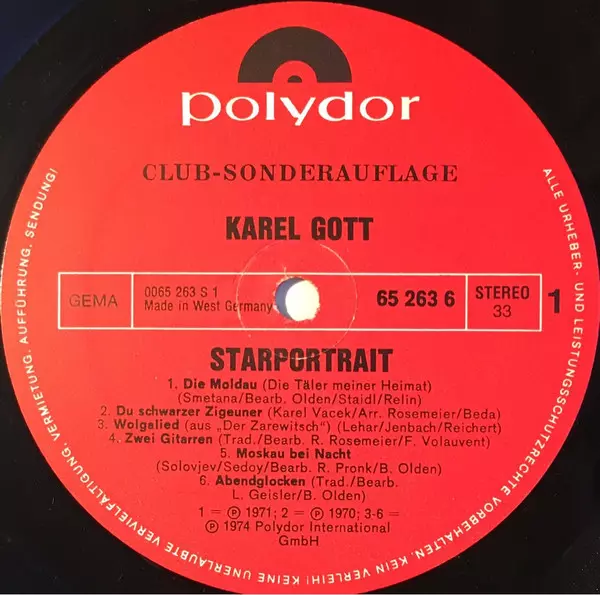 polydor
CLUB-SONDERAUFLAGE
KAREL GOTT
GEMA
0065 263 S 1
Made in West Germany
65 263 6
STEREO
33
1
STARPORTRAIT
1. Die Moldau (Die Täler meiner Heimat)
(Smetana/Bearb. Olden/Staidl/Relin)
2. Du schwarzer Zigeuner (Karel Vacek/Arr. Rosemeier/Beda)
3. Wolgalied (aus „Der Zarewitsch") (Lehar/Jenbach/Reichert)
4. Zwei Gitarren (Trad./Bearb. R. Rosemeier/F. Volauvent)
5. Moskau bei Nacht
(Solovjev/Sedoy/Bearb. R. Pronk/B. Olden)
6. Abendglocken (Trad./Bearb.
L. Geisler/B. Olden)
1 = ℗ 1971; 2 = ℗ 1970; 3-6 =
℗ 1974 Polydor International
GmbH
ALLE URHEBER- UND LEISTUNGSSCHUTZRECHTE VORBEHALTEN. KEIN VERLEIH! KEINE UNERLAUBTE VERVIELFÄLTIGUNG, VERMIETUNG, AUFFÜHRUNG, SENDUNG!